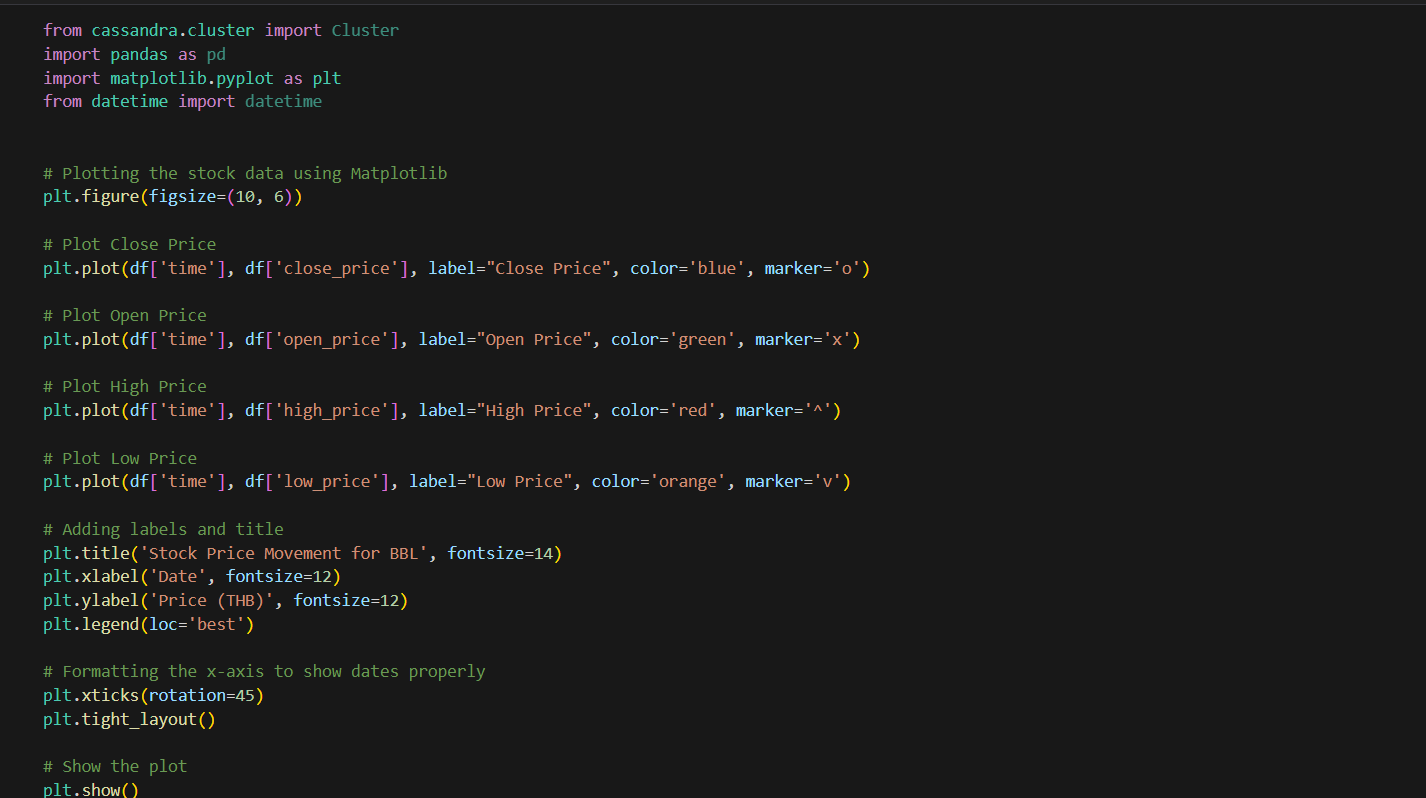 from cassandra.cluster import Cluster
import pandas as pd
import matplotlib.pyplot as plt
from datetime import datetime
# Plotting the stock data using Matplotlib
plt.figure(figsize=(10, 6))
# Plot Close Price
plt.plot(df['time'], df['close_price'], label="Close Price", color='blue', marker='o')
# Plot Open Price
plt.plot(df['time'], df['open_price'], label="Open Price", color='green', marker='x')
# Plot High Price
plt.plot(df['time'], df['high_price'], label="High Price", color='red', marker='^')
# Plot Low Price
plt.plot(df['time'], df['low_price'], label="Low Price", color='orange', marker='v')
# Adding labels and title
plt.title('Stock Price Movement for BBL', fontsize=14)
plt.xlabel('Date', fontsize=12)
plt.ylabel('Price (THB)', fontsize=12)
plt.legend(loc='best')
# Formatting the x-axis to show dates properly
plt.xticks(rotation=45)
plt.tight_layout()
# Show the plot
plt.show()